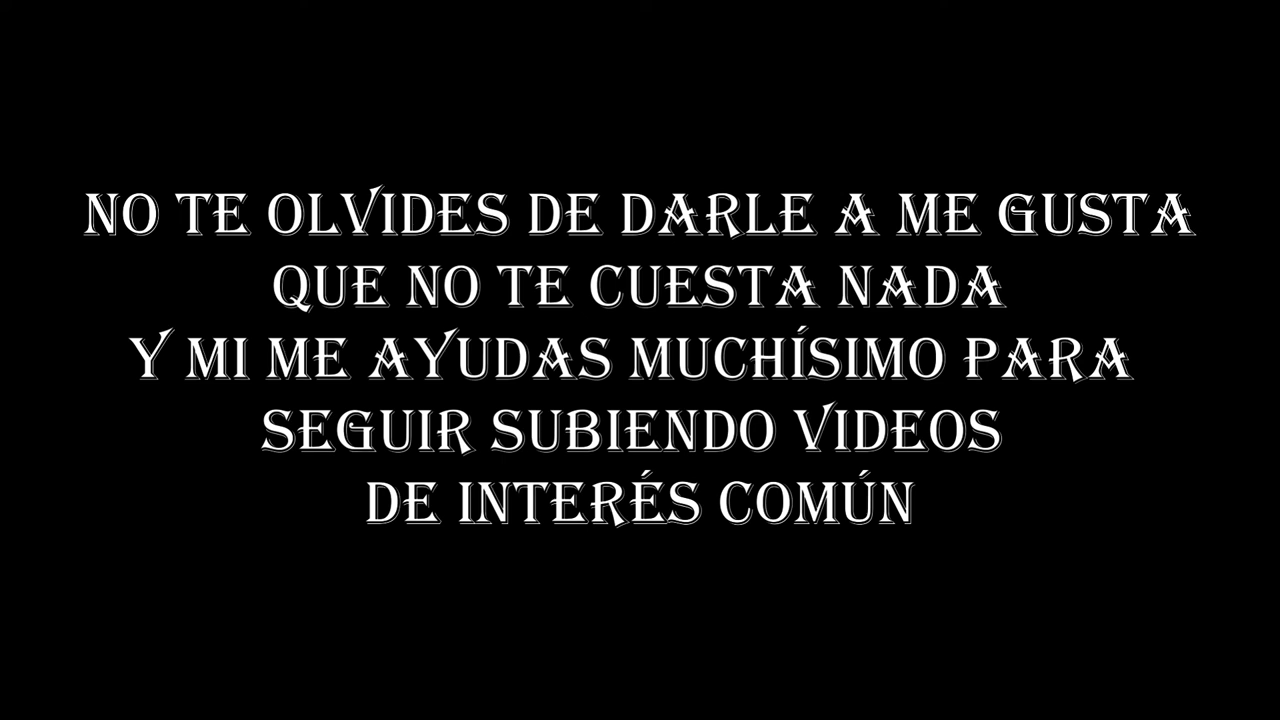 NO TE OLVIDES DE DARLE A ME GUSTA
QUE NO TE CUESTA NADA
Y MI ME AYUDAS MUCHÍSIMO PARA
SEGUIR SUBIENDO VIDEOS
DE INTERÉS COMÚN